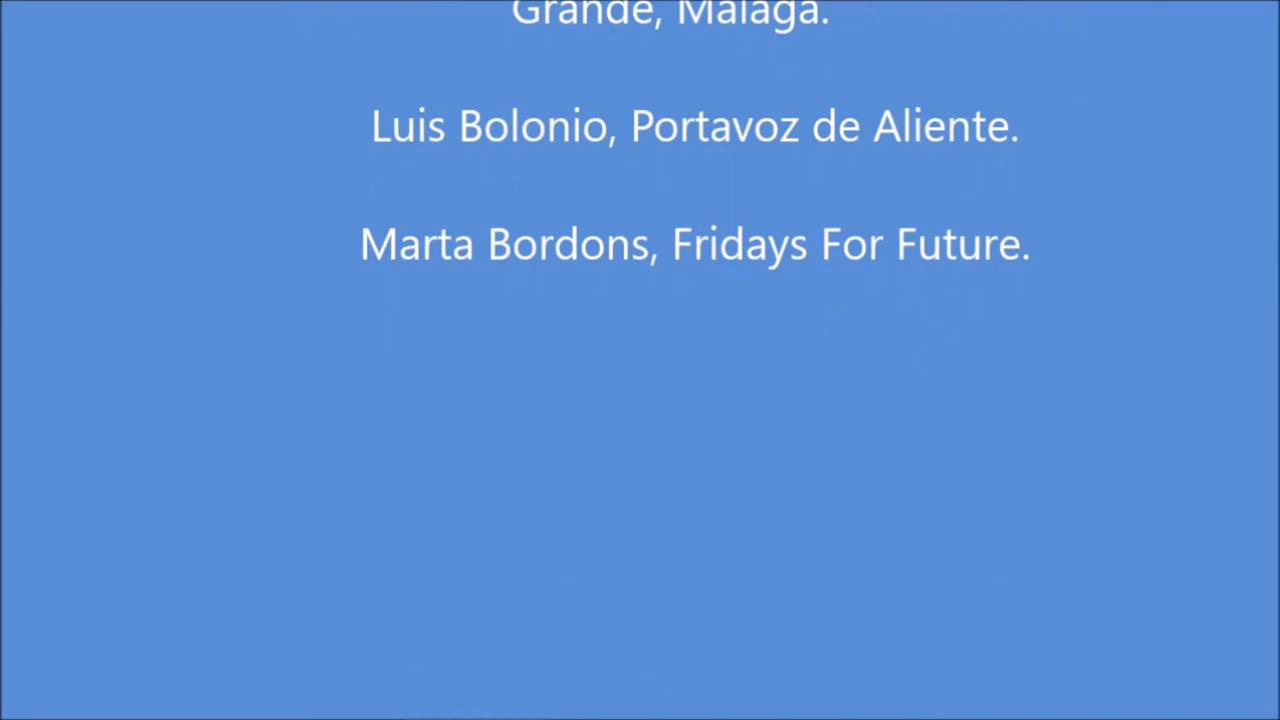 Grande, Málaga.
Luis Bolonio, Portavoz de Aliente.
Marta Bordons, Fridays For Future.